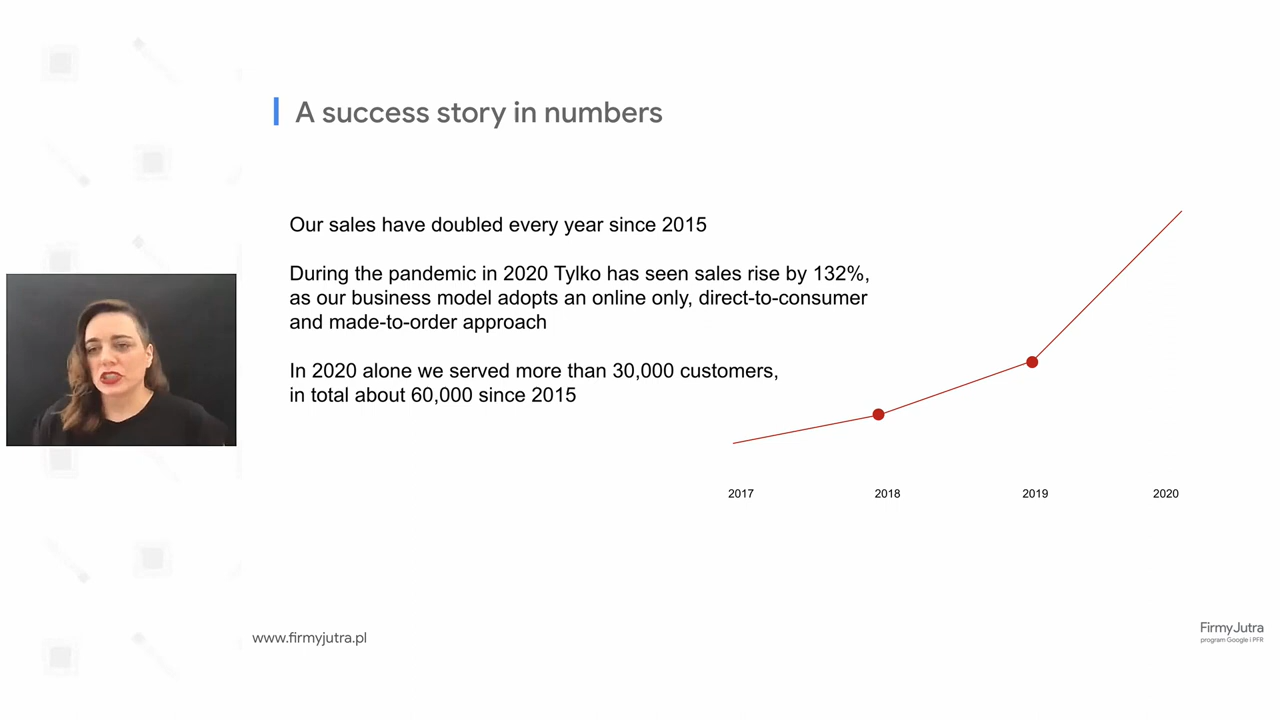 A success story in numbers
Our sales have doubled every year since 2015
During the pandemic in 2020 Tylko has seen sales rise by 132%,
as our business model adopts an online only, direct-to-consumer
and made-to-order approach
In 2020 alone we served more than 30,000 customers,
in total about 60,000 since 2015
2017 2018 2019 2020
www.firmyjutra.pl
FirmyJutra
program Google i PFR